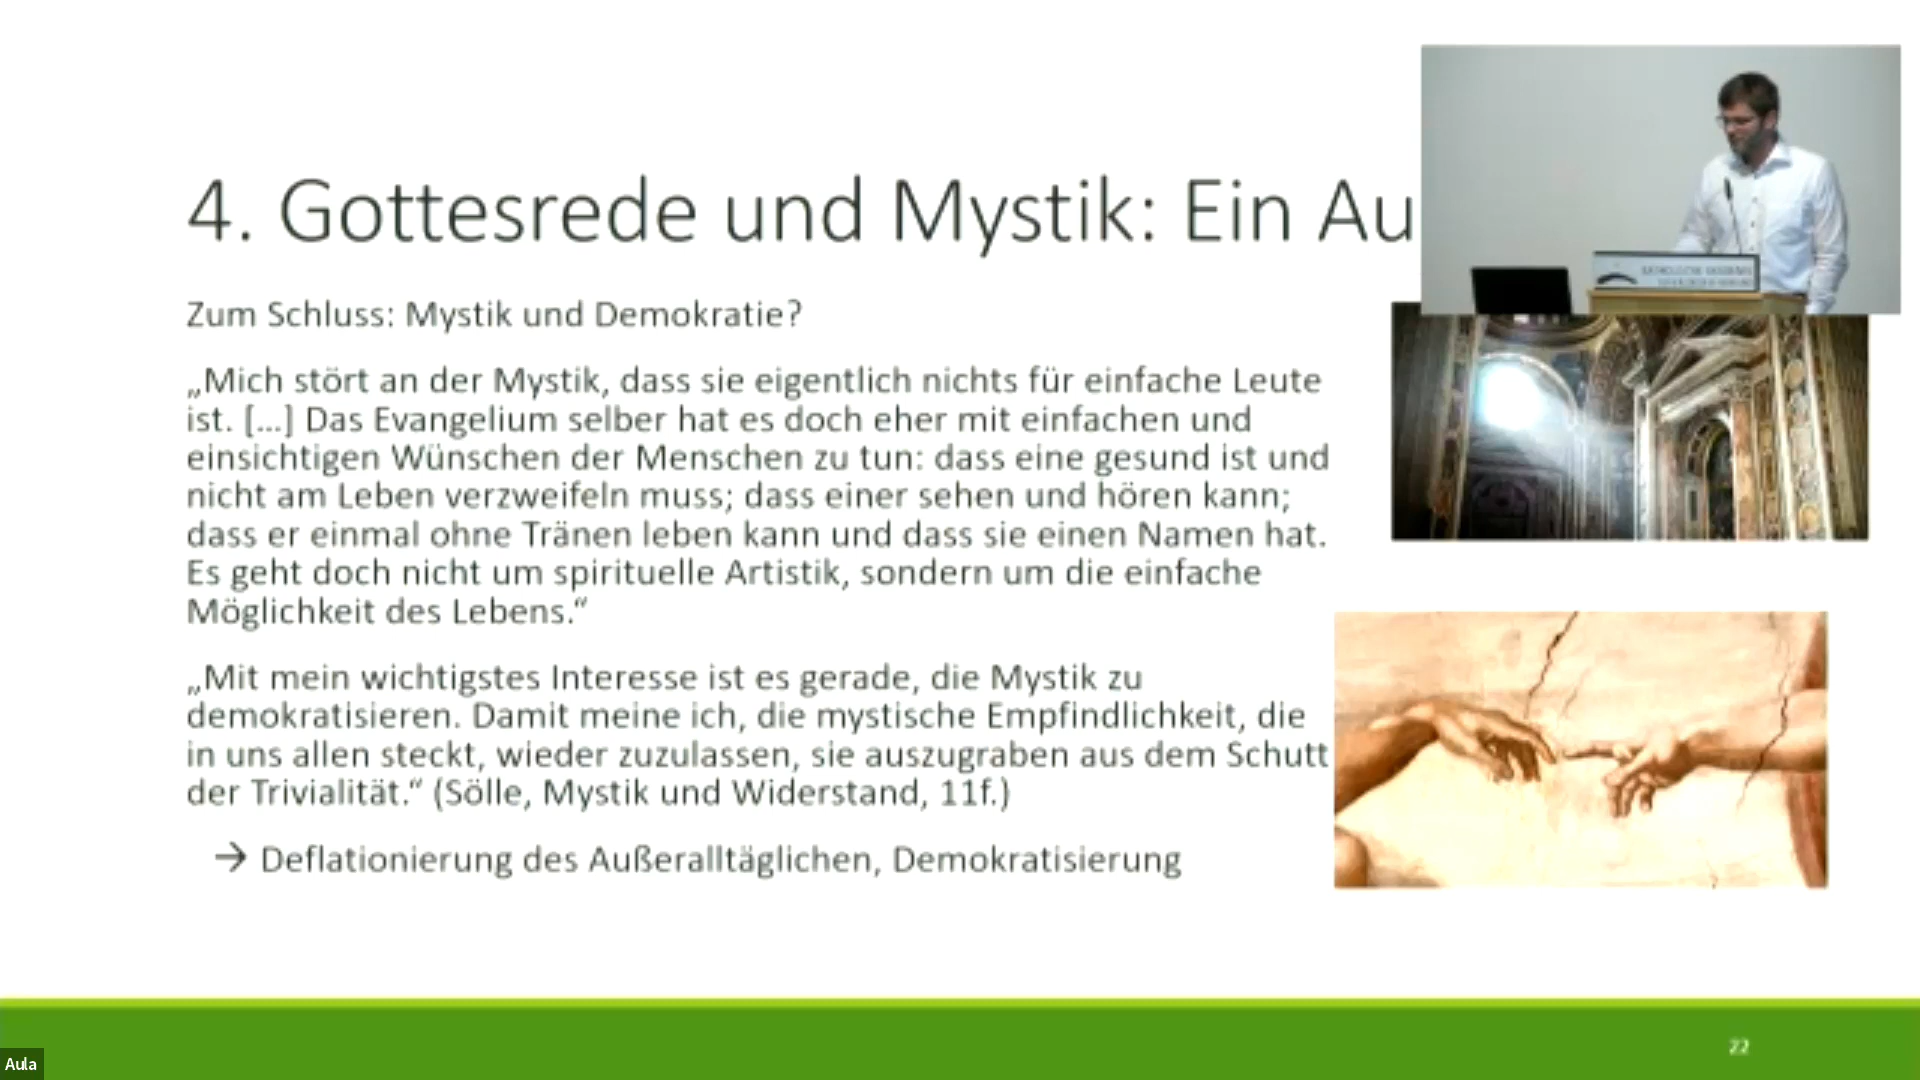 4. Gottesrede und Mystik: Ein Au
Zum Schluss: Mystik und Demokratie?
„Mich stört an der Mystik, dass sie eigentlich nichts für einfache Leute
ist. […] Das Evangelium selber hat es doch eher mit einfachen und
einsichtigen Wünschen der Menschen zu tun: dass eine gesund ist und
nicht am Leben verzweifeln muss; dass einer sehen und hören kann;
dass er einmal ohne Tränen leben kann und dass sie einen Namen hat.
Es geht doch nicht um spirituelle Artistik, sondern um die einfache
Möglichkeit des Lebens.“
„Mit mein wichtigstes Interesse ist es gerade, die Mystik zu
demokratisieren. Damit meine ich, die mystische Empfindlichkeit, die
in uns allen steckt, wieder zuzulassen, sie auszugraben aus dem Schutt
der Trivialität.“ (Sölle, Mystik und Widerstand, 11f.)
→ Deflationierung des Außeralltäglichen, Demokratisierung
22
Aula